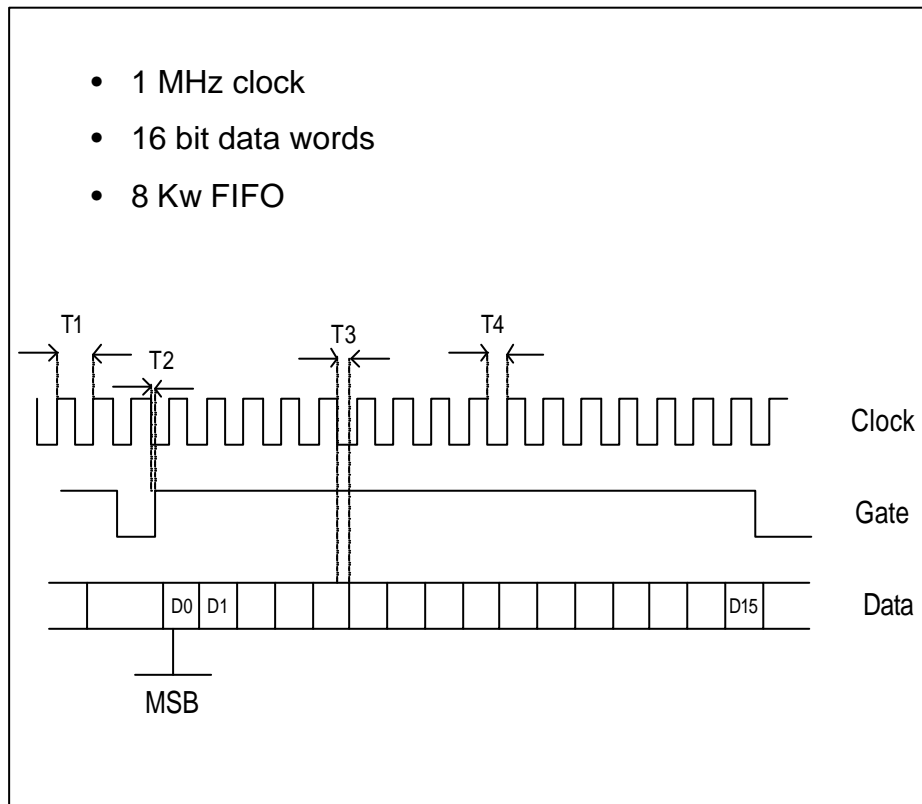 • 1 MHz clock
• 16 bit data words
• 8 Kw FIFO
T1
T2
T3
T4
Clock
Gate
D0 D1 D15 Data
MSB